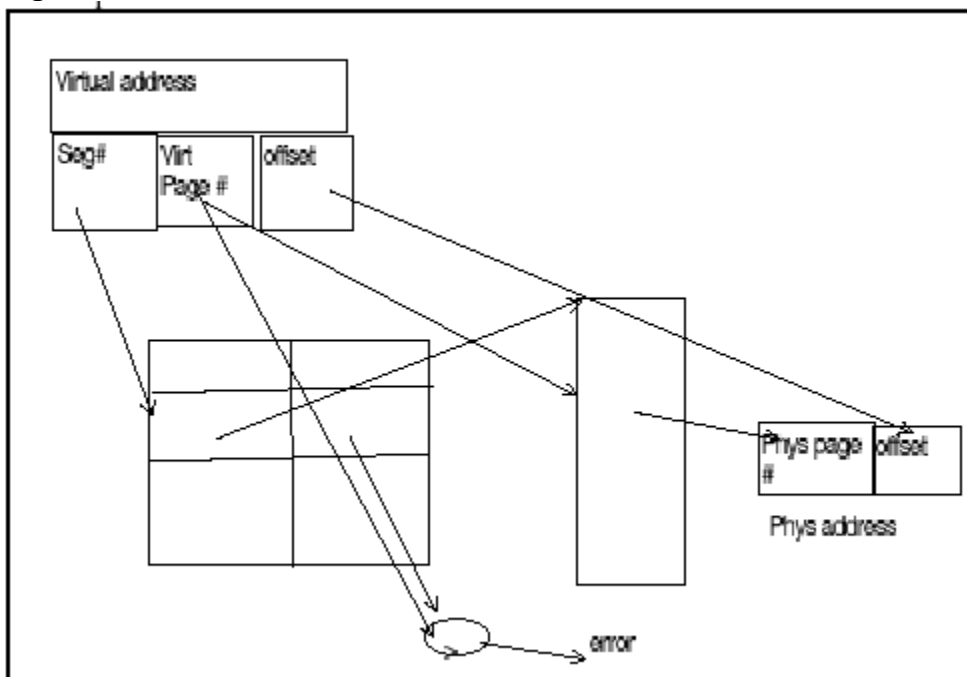 Virtual address
Seg#
Virt
Page #
offset
Phys page
#
offset
Phys address
error